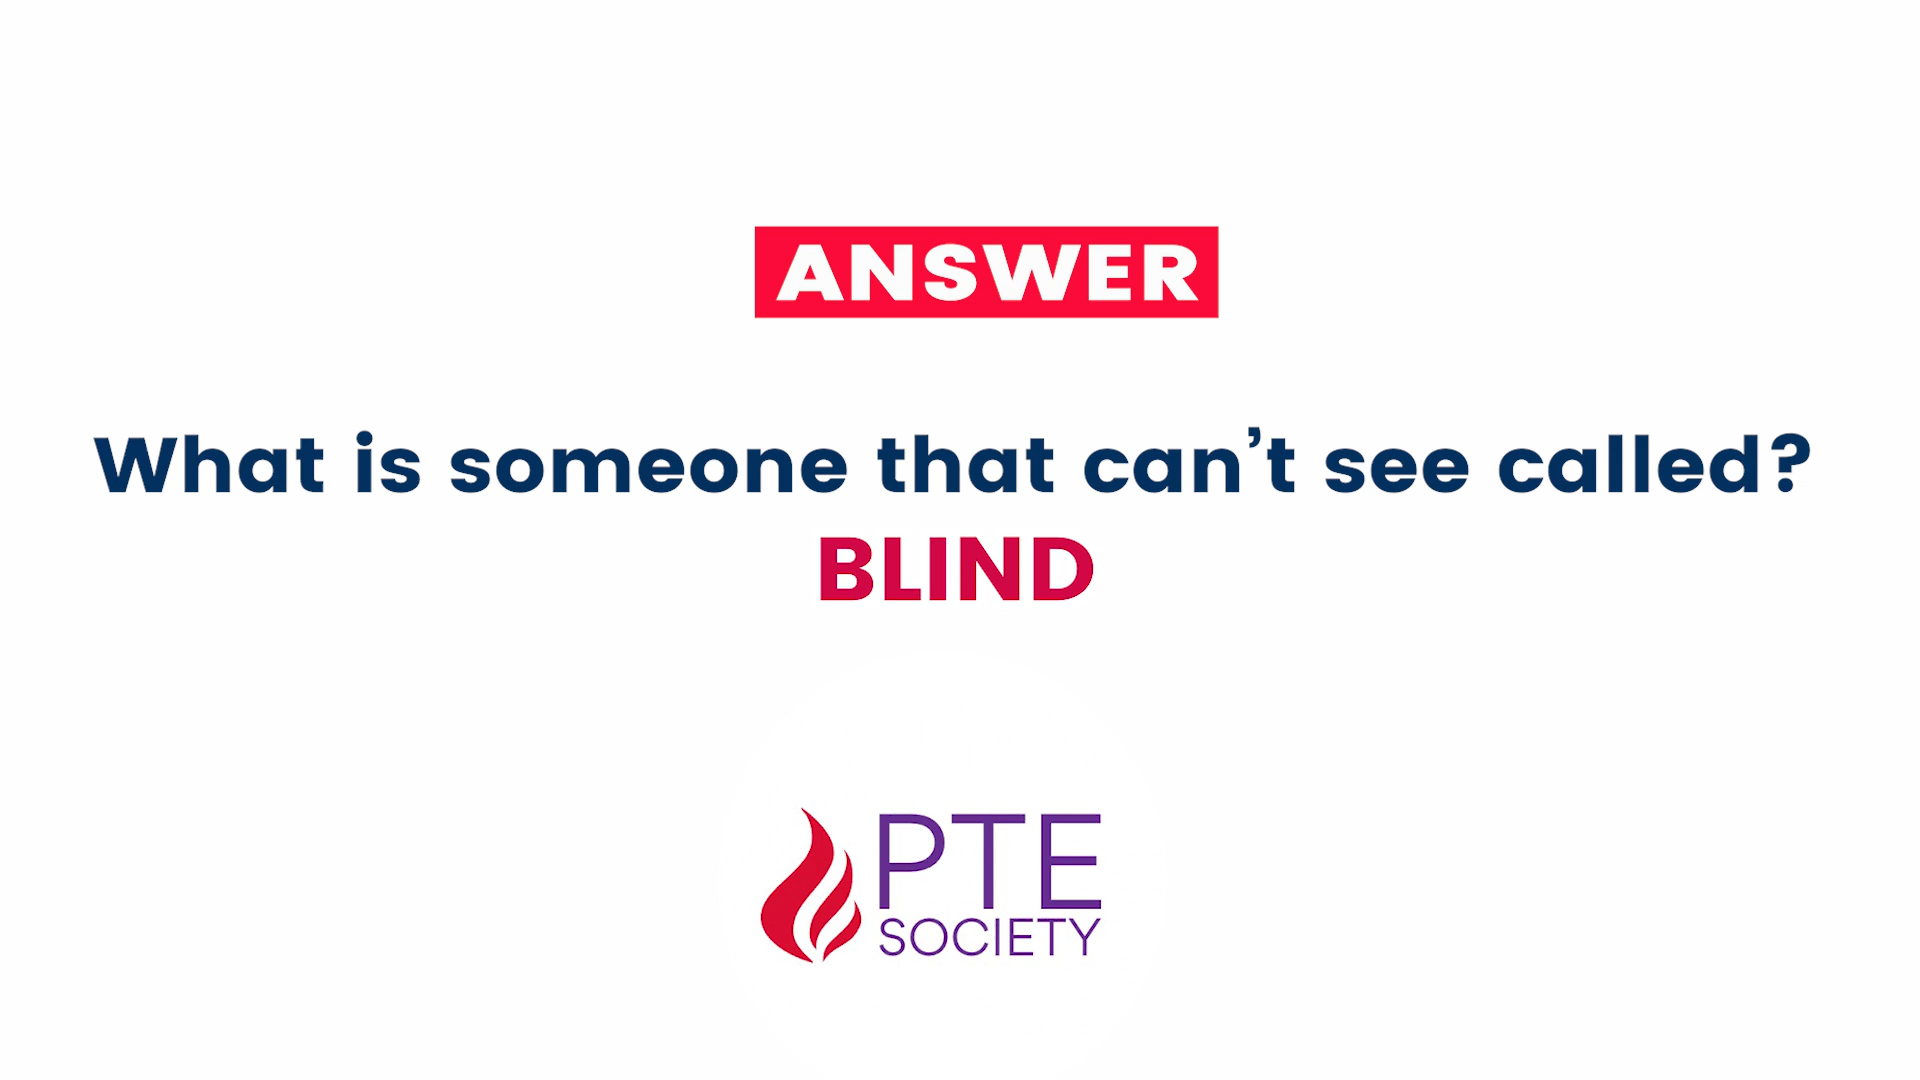 ANSWER
What is someone that can’t see called?
BLIND
PTE
SOCIETY